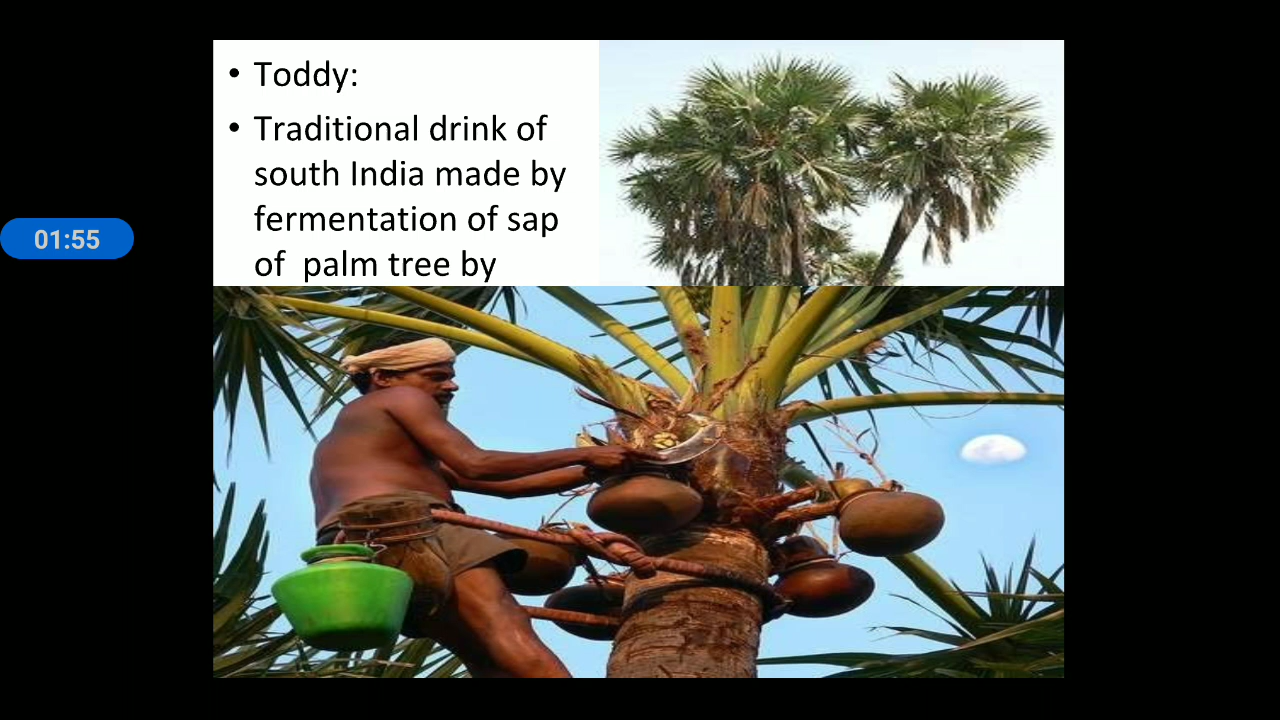 • Toddy:
• Traditional drink of
south India made by
fermentation of sap
of  palm tree by
01:55